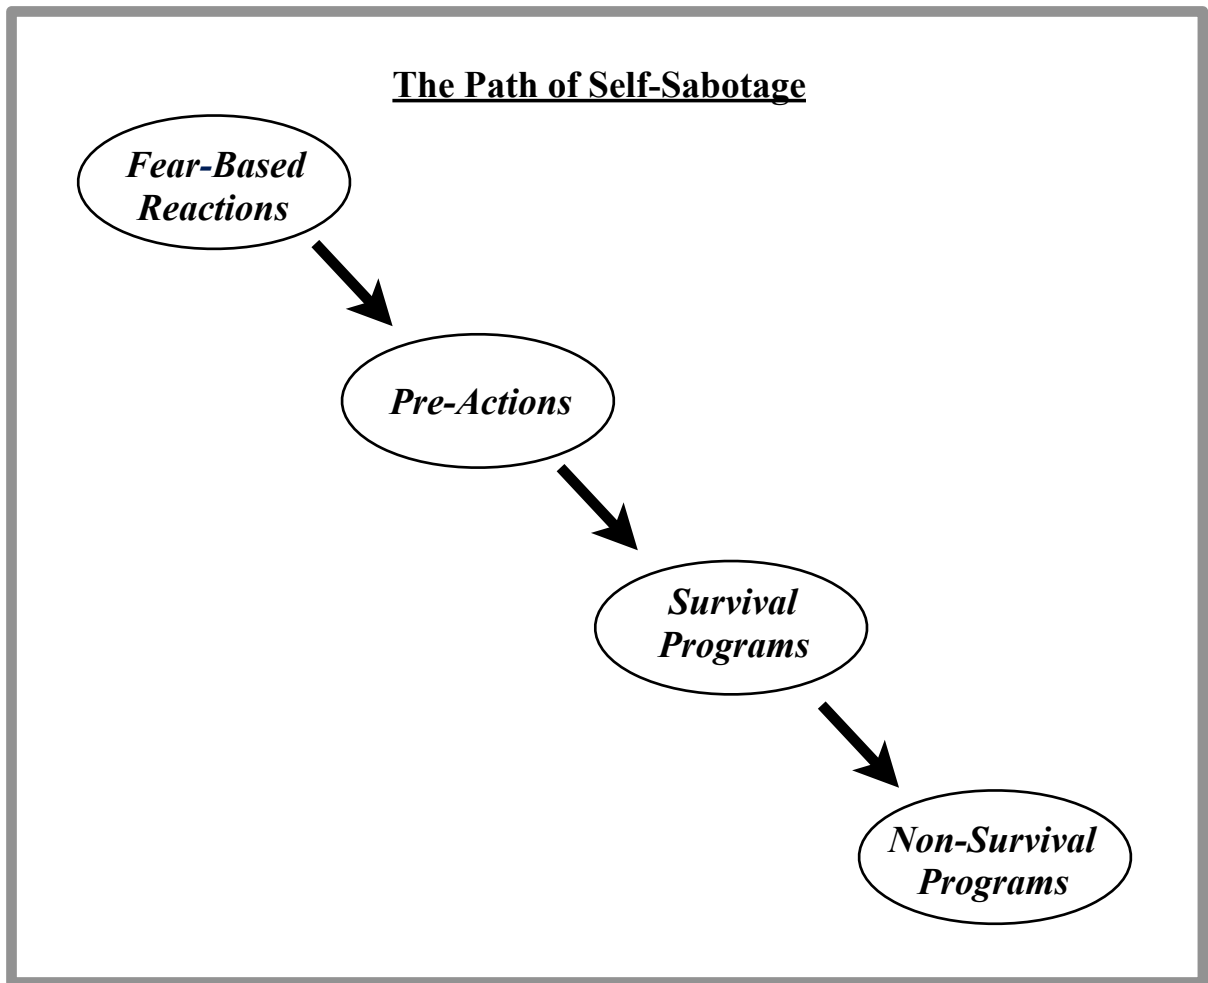 The Path of Self-Sabotage
Fear-Based
Reactions
Pre-Actions
Survival
Programs
Non-Survival
Programs